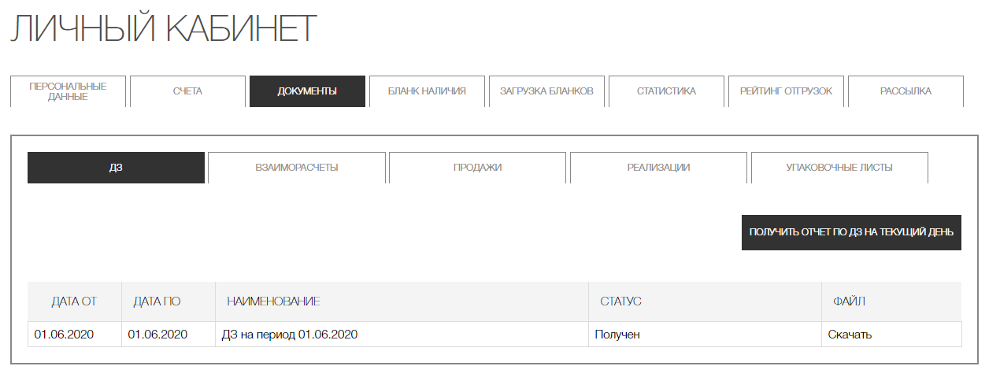 ЛИЧНЫЙ КАБИНЕТ
ПЕРСОНАЛЬНЫЕ
ДАННЫЕ
СЧЕТА
ДОКУМЕНТЫ
БЛАНК НАЛИЧИЯ
ЗАГРУЗКА БЛАНКОВ
СТАТИСТИКА
РЕЙТИНГ ОТГРУЗОК
РАССЫЛКА
ДЗ
ВЗАИМОРАСЧЕТЫ
ПРОДАЖИ
РЕАЛИЗАЦИИ
УПАКОВОЧНЫЕ ЛИСТЫ
ПОЛУЧИТЬ ОТЧЕТ ПО ДЗ НА ТЕКУЩИЙ ДЕНЬ
ДАТА ОТ ДАТА ПО НАИМЕНОВАНИЕ СТАТУС ФАЙЛ
01.06.2020 01.06.2020 ДЗ на период 01.06.2020 Получен Скачать